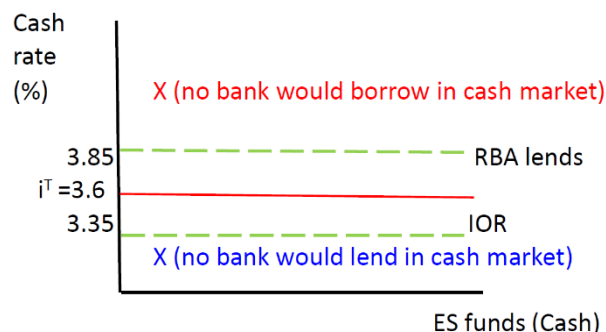 Cash
rate
(%)
X (no bank would borrow in cash market)
3.85
RBA lends
iᵀ =3.6
3.35
IOR
X (no bank would lend in cash market)
ES funds (Cash)